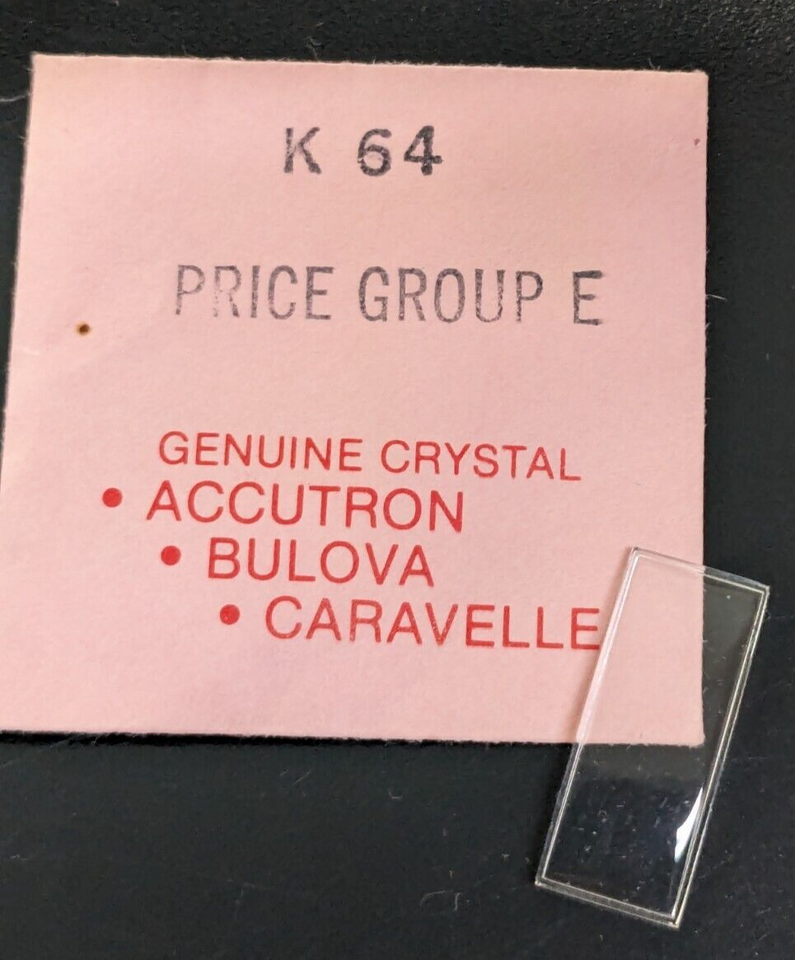 K 64
PRICE GROUP E
GENUINE CRYSTAL
• ACCUTRON
• BULOVA
• CARAVELLE